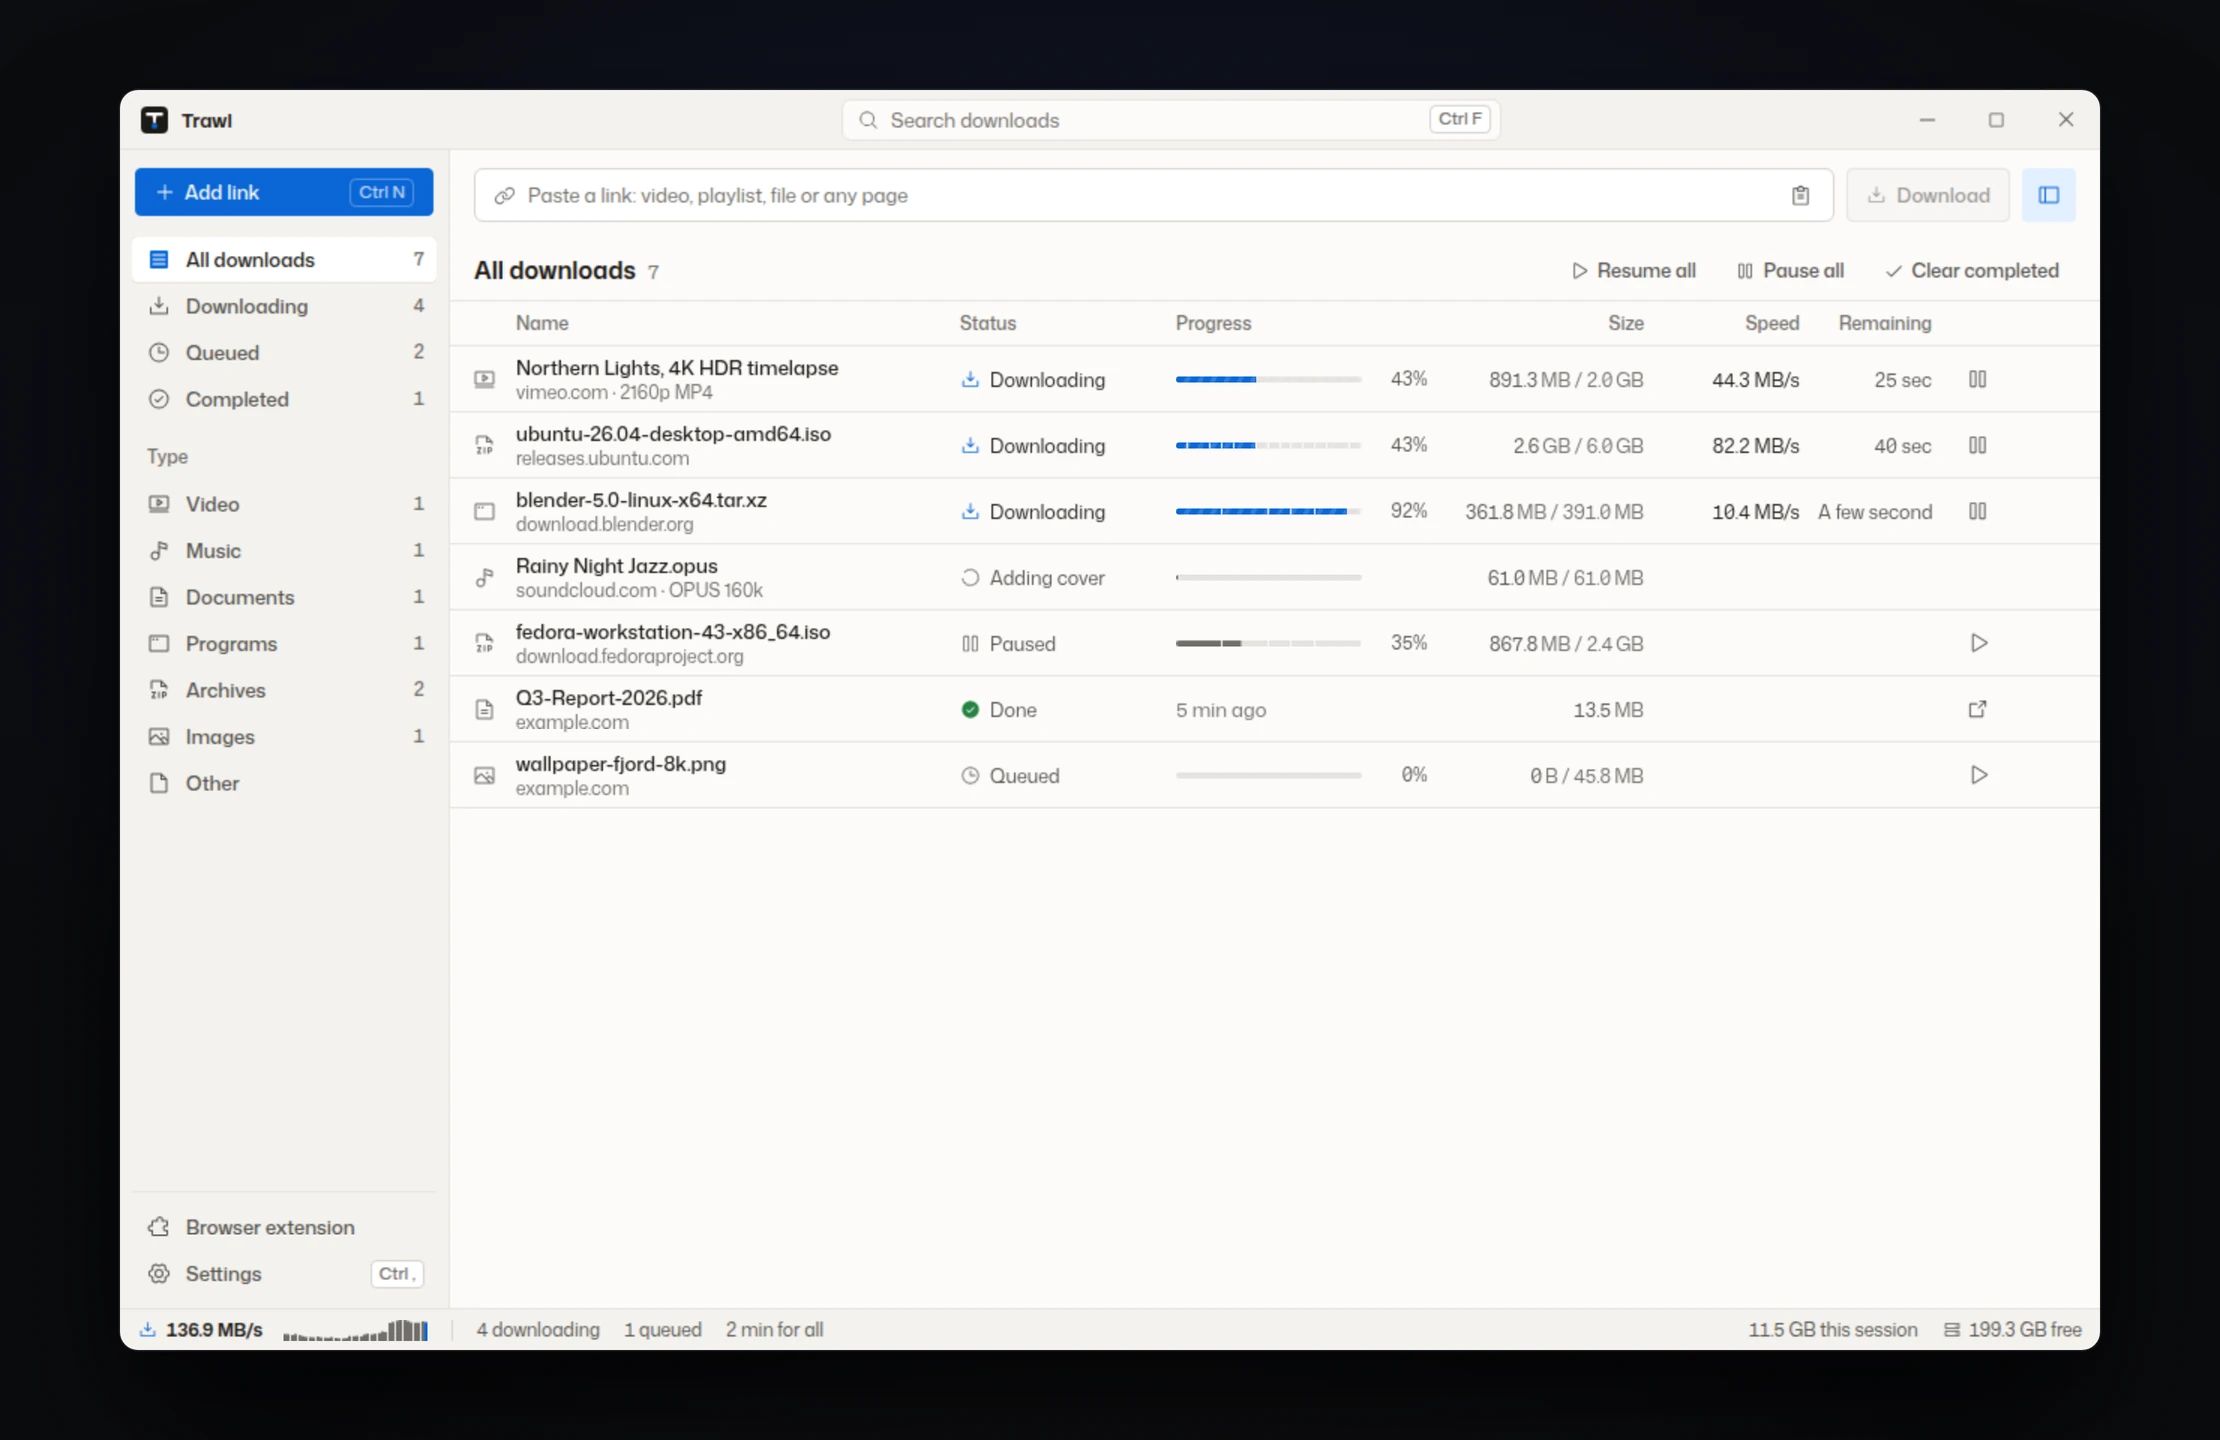 Trawl
Search downloads
Ctrl F
Add link
Ctrl N
All downloads 7
Downloading 4
Queued 2
Completed 1
Type
Video 1
Music 1
Documents 1
Programs 1
ZIP Archives 2
Images 1
Other
Browser extension
Settings
Ctrl ,
Paste a link: video, playlist, file or any page
Download
All downloads 7
Resume all
Pause all
Clear completed
Name Status Progress Size Speed Remaining
Northern Lights, 4K HDR timelapse
vimeo.com · 2160p MP4
Downloading 43% 891.3 MB / 2.0 GB 44.3 MB/s 25 sec
ZIP
ubuntu-26.04-desktop-amd64.iso
releases.ubuntu.com
Downloading 43% 2.6 GB / 6.0 GB 82.2 MB/s 40 sec
blender-5.0-linux-x64.tar.xz
download.blender.org
Downloading 92% 361.8 MB / 391.0 MB 10.4 MB/s A few second
Rainy Night Jazz.opus
soundcloud.com · OPUS 160k
Adding cover 61.0 MB / 61.0 MB
ZIP
fedora-workstation-43-x86_64.iso
download.fedoraproject.org
Paused 35% 867.8 MB / 2.4 GB
Q3-Report-2026.pdf
example.com
Done 5 min ago 13.5 MB
wallpaper-fjord-8k.png
example.com
Queued 0% 0 B / 45.8 MB
136.9 MB/s
4 downloading 1 queued 2 min for all
11.5 GB this session
199.3 GB free